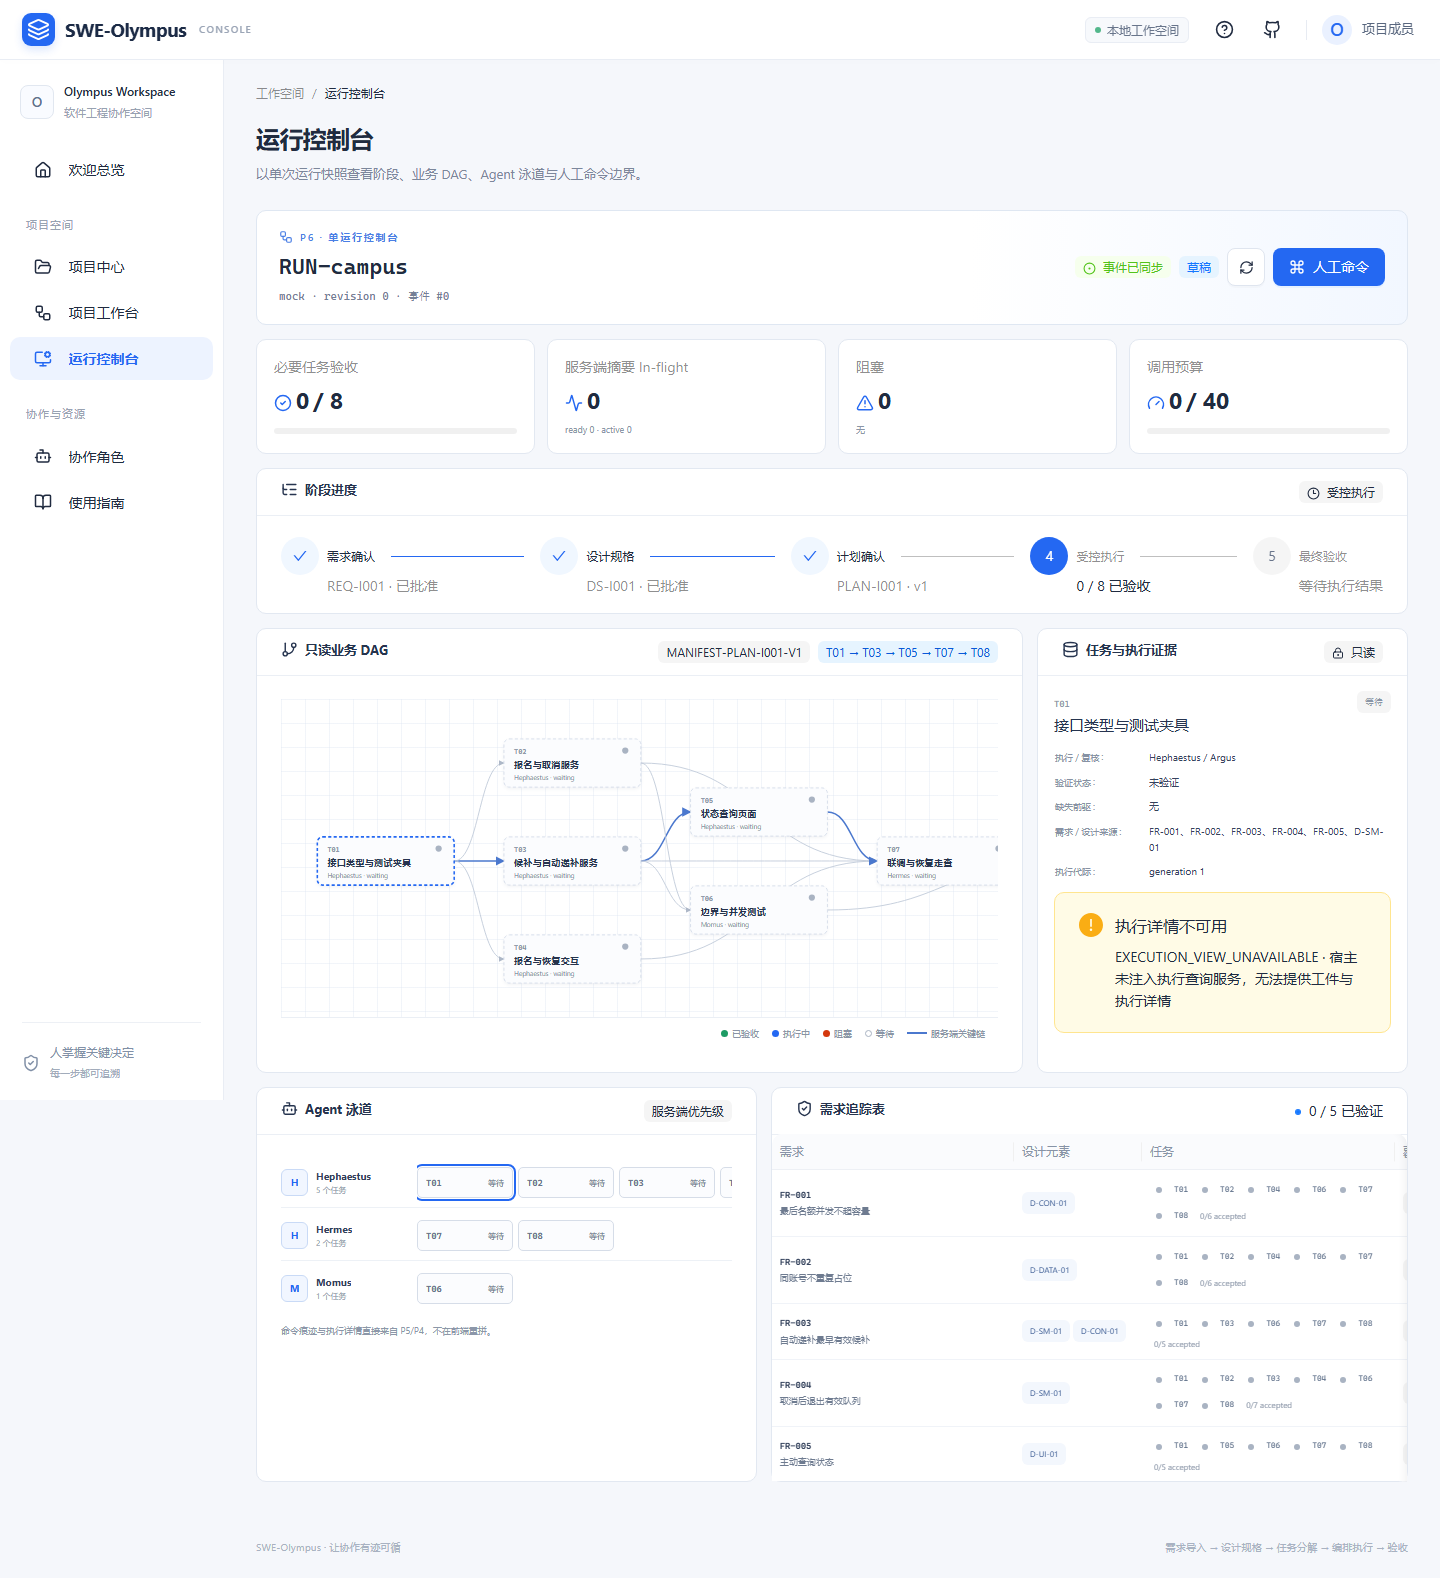 SWE-Olympus CONSOLE
本地工作空间
O 项目成员
O
Olympus Workspace
软件工程协作空间
欢迎总览
项目空间
项目中心
项目工作台
运行控制台
协作与资源
协作角色
使用指南
人掌握关键决定
每一步都可追溯
工作空间 / 运行控制台
运行控制台
以单次运行快照查看阶段、业务 DAG、Agent 泳道与人工命令边界。
P6 · 单运行控制台
RUN-campus
mock · revision 0 · 事件 #0
事件已同步
草稿
人工命令
必要任务验收
0 / 8
服务端摘要 In-flight
0
ready 0 · active 0
阻塞
0
无
调用预算
0 / 40
阶段进度
受控执行
需求确认
REQ-I001 · 已批准
设计规格
DS-I001 · 已批准
计划确认
PLAN-I001 · v1
4 受控执行
0 / 8 已验收
5 最终验收
等待执行结果
只读业务 DAG
MANIFEST-PLAN-I001-V1
T01 → T03 → T05 → T07 → T08
T01
接口类型与测试夹具
Hephaestus · waiting
T02
报名与取消服务
Hephaestus · waiting
T03
候补与自动递补服务
Hephaestus · waiting
T04
报名与恢复交互
Hephaestus · waiting
T05
状态查询页面
Hephaestus · waiting
T06
边界与并发测试
Momus · waiting
T07
联调与恢复走查
Hermes · waiting
已验收
执行中
阻塞
等待
服务端关键链
任务与执行证据
只读
T01
等待
接口类型与测试夹具
执行 / 复核： Hephaestus / Argus
验证状态： 未验证
缺失前驱： 无
需求 / 设计来源： FR-001、FR-002、FR-003、FR-004、FR-005、D-SM-
01
执行代际： generation 1
执行详情不可用
EXECUTION_VIEW_UNAVAILABLE · 宿主
未注入执行查询服务，无法提供工件与
执行详情
Agent 泳道
服务端优先级
H Hephaestus
5 个任务
T01 等待
T02 等待
T03 等待
H Hermes
2 个任务
T07 等待
T08 等待
M Momus
1 个任务
T06 等待
命令痕迹与执行详情直接来自 P5/P4，不在前端重拼。
需求追踪表
0 / 5 已验证
需求 设计元素 任务
FR-001
最后名额并发不超容量
D-CON-01
T01 T02 T04 T06 T07
T08 0/6 accepted
FR-002
同账号不重复占位
D-DATA-01
T01 T02 T04 T06 T07
T08 0/6 accepted
FR-003
自动递补最早有效候补
D-SM-01 D-CON-01
T01 T03 T06 T07 T08
0/5 accepted
FR-004
取消后退出有效队列
D-SM-01
T01 T02 T03 T04 T06
T07 T08 0/7 accepted
FR-005
主动查询状态
D-UI-01
T01 T05 T06 T07 T08
0/5 accepted
SWE-Olympus · 让协作有迹可循
需求导入 → 设计规格 → 任务分解 → 编排执行 → 验收